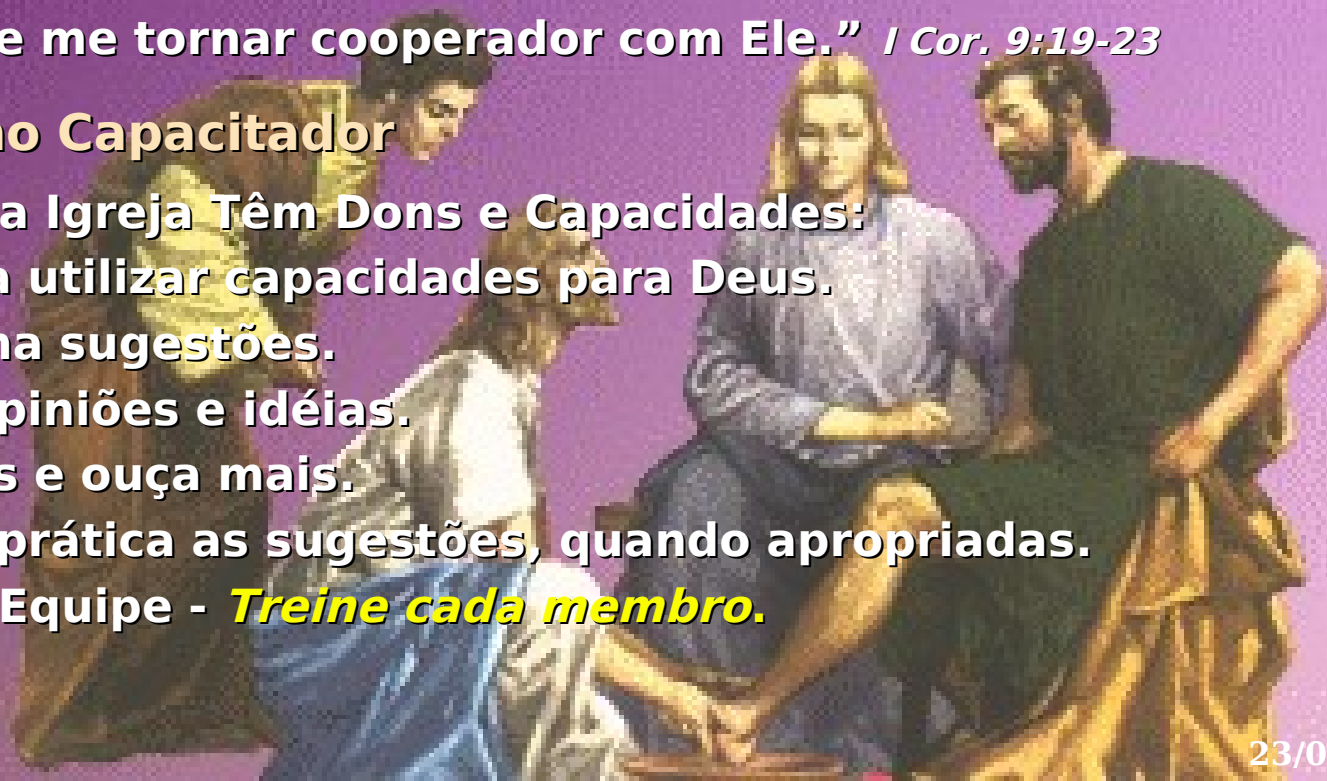 e me tornar cooperador com Ele.” I Cor. 9:19-23
no Capacitador
a Igreja Têm Dons e Capacidades:
a utilizar capacidades para Deus.
na sugestões.
piniões e idéias.
s e ouça mais.
prática as sugestões, quando apropriadas.
Equipe - Treine cada membro.
23/0